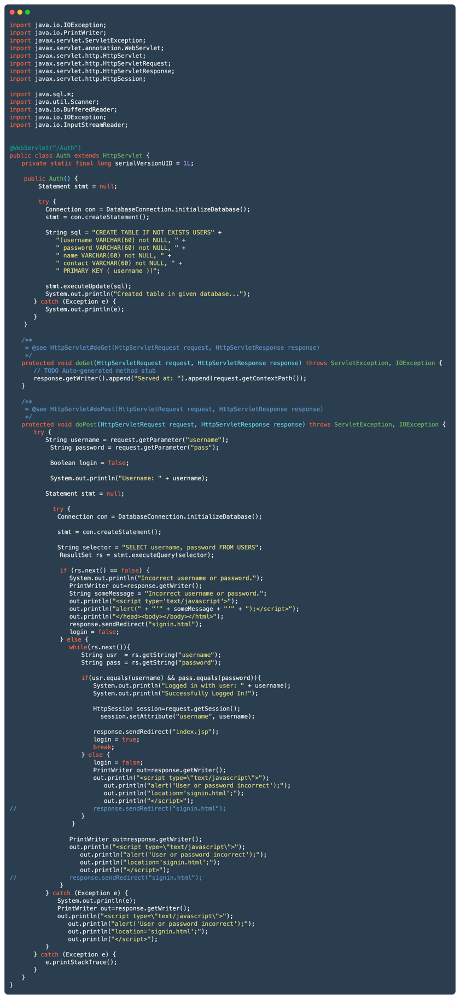 import java.io.IOException;
import java.io.PrintWriter;
import javax.servlet.ServletException;
import javax.servlet.annotation.WebServlet;
import javax.servlet.http.HttpServlet;
import javax.servlet.http.HttpServletRequest;
import javax.servlet.http.HttpServletResponse;
import javax.servlet.http.HttpSession;

import java.sql.*;
import java.util.Scanner;
import java.io.BufferedReader;
import java.io.IOException;
import java.io.InputStreamReader;


@WebServlet("/Auth")
public class Auth extends HttpServlet {
private static final long serialVersionUID = 1L;

public Auth() {
Statement stmt = null;

try {
Connection con = DatabaseConnection.initializeDatabase();
stmt = con.createStatement();

String sql = "CREATE TABLE IF NOT EXISTS USERS" +
"(username VARCHAR(60) not NULL, " +
" password VARCHAR(60) not NULL, " +
" name VARCHAR(60) not NULL, " +
" contact VARCHAR(60) not NULL, " +
" PRIMARY KEY ( username ))";

stmt.executeUpdate(sql);
System.out.println("Created table in given database...");
} catch (Exception e) {
System.out.println(e);
}
}

/**
* @see HttpServlet#doGet(HttpServletRequest request, HttpServletResponse response)
*/
protected void doGet(HttpServletRequest request, HttpServletResponse response) throws ServletException, IOException {
// TODO Auto-generated method stub
response.getWriter().append("Served at: ").append(request.getContextPath());
}

/**
* @see HttpServlet#doPost(HttpServletRequest request, HttpServletResponse response)
*/
protected void doPost(HttpServletRequest request, HttpServletResponse response) throws ServletException, IOException {
try {
String username = request.getParameter("username");
String password = request.getParameter("pass");

Boolean login = false;

System.out.println("Username: " + username);

Statement stmt = null;

try {
Connection con = DatabaseConnection.initializeDatabase();

stmt = con.createStatement();

String selector = "SELECT username, password FROM USERS";
ResultSet rs = stmt.executeQuery(selector);

if (rs.next() == false) {
System.out.println("Incorrect username or password.");
PrintWriter out=response.getWriter();
String someMessage = "Incorrect username or password.";
out.println("<script type='text/javascript'>");
out.println("alert(" + "'" + someMessage + "'" + ");</script>");
out.println("</head><body></body></html>");
response.sendRedirect("signin.html");
login = false;
} else {
while(rs.next()){
String usr  = rs.getString("username");
String pass = rs.getString("password");

if(usr.equals(username) && pass.equals(password)){
System.out.println("Logged in with user: " + username);
System.out.println("Successfully Logged In!");

HttpSession session=request.getSession();
session.setAttribute("username", username);

response.sendRedirect("index.jsp");
login = true;
break;
} else {
login = false;
PrintWriter out=response.getWriter();
out.println("<script type=\"text/javascript\">");
out.println("alert('User or password incorrect');");
out.println("location='signin.html';");
out.println("</script>");
// response.sendRedirect("signin.html");
}
}

PrintWriter out=response.getWriter();
out.println("<script type=\"text/javascript\">");
out.println("alert('User or password incorrect');");
out.println("location='signin.html';");
out.println("</script>");
// response.sendRedirect("signin.html");
}
} catch (Exception e) {
System.out.println(e);
PrintWriter out=response.getWriter();
out.println("<script type=\"text/javascript\">");
out.println("alert('User or password incorrect');");
out.println("location='signin.html';");
out.println("</script>");
}
} catch (Exception e) {
e.printStackTrace();
}
}
}